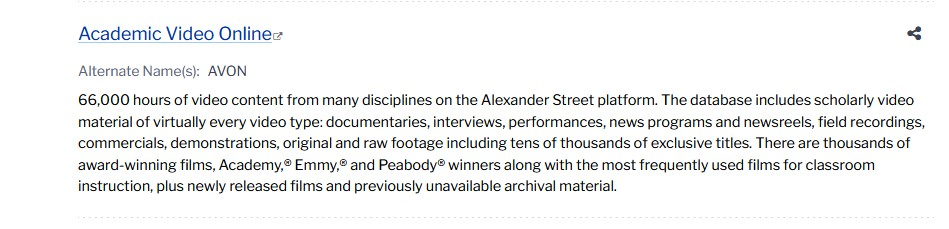 Academic Video Online
Alternate Name(s): AVON
66,000 hours of video content from many disciplines on the Alexander Street platform. The database includes scholarly video
material of virtually every video type: documentaries, interviews, performances, news programs and newsreels, field recordings,
commercials, demonstrations, original and raw footage including tens of thousands of exclusive titles. There are thousands of
award-winning films, Academy,® Emmy,® and Peabody® winners along with the most frequently used films for classroom
instruction, plus newly released films and previously unavailable archival material.